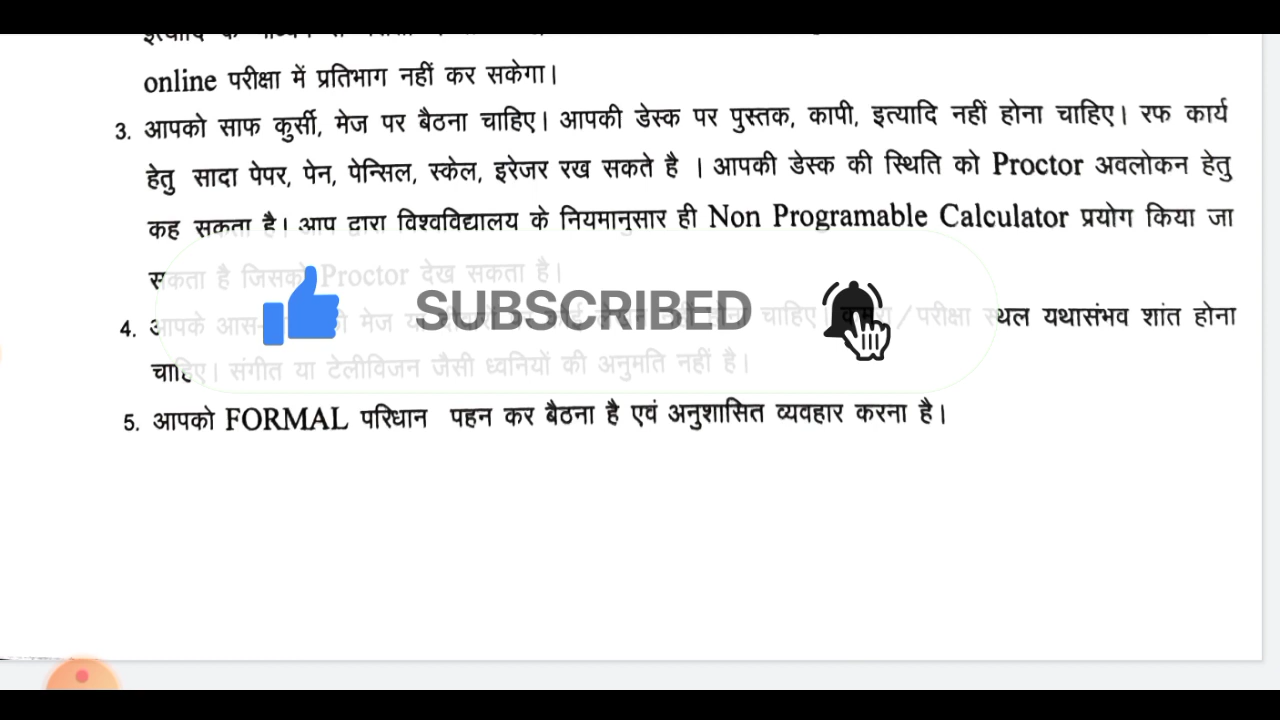 online परीक्षा में प्रतिभाग नहीं कर सकेगा।
3. आपको साफ कुर्सी, मेज पर बैठना चाहिए। आपकी डेस्क पर पुस्तक, कापी, इत्यादि नहीं होना चाहिए। रफ कार्य
हेतु सादा पेपर, पेन, पेन्सिल, स्केल, इरेजर रख सकते है । आपकी डेस्क की स्थिति को Proctor अवलोकन हेतु
कह सकता है। आप द्वारा विश्वविद्यालय के नियमानुसार ही Non Programable Calculator प्रयोग किया जा
सकता है जिसको Proctor देख सकता है।
SUBSCRIBED
4. आपके मेज नहीं होना चाहिए। /परीक्षा स्थल यथासंभव शांत होना
चाहिए। संगीत या टेलीविजन जैसी ध्वनियों की अनुमति नहीं है।
5. आपको FORMAL परिधान पहन कर बैठना है एवं अनुशासित व्यवहार करना है।